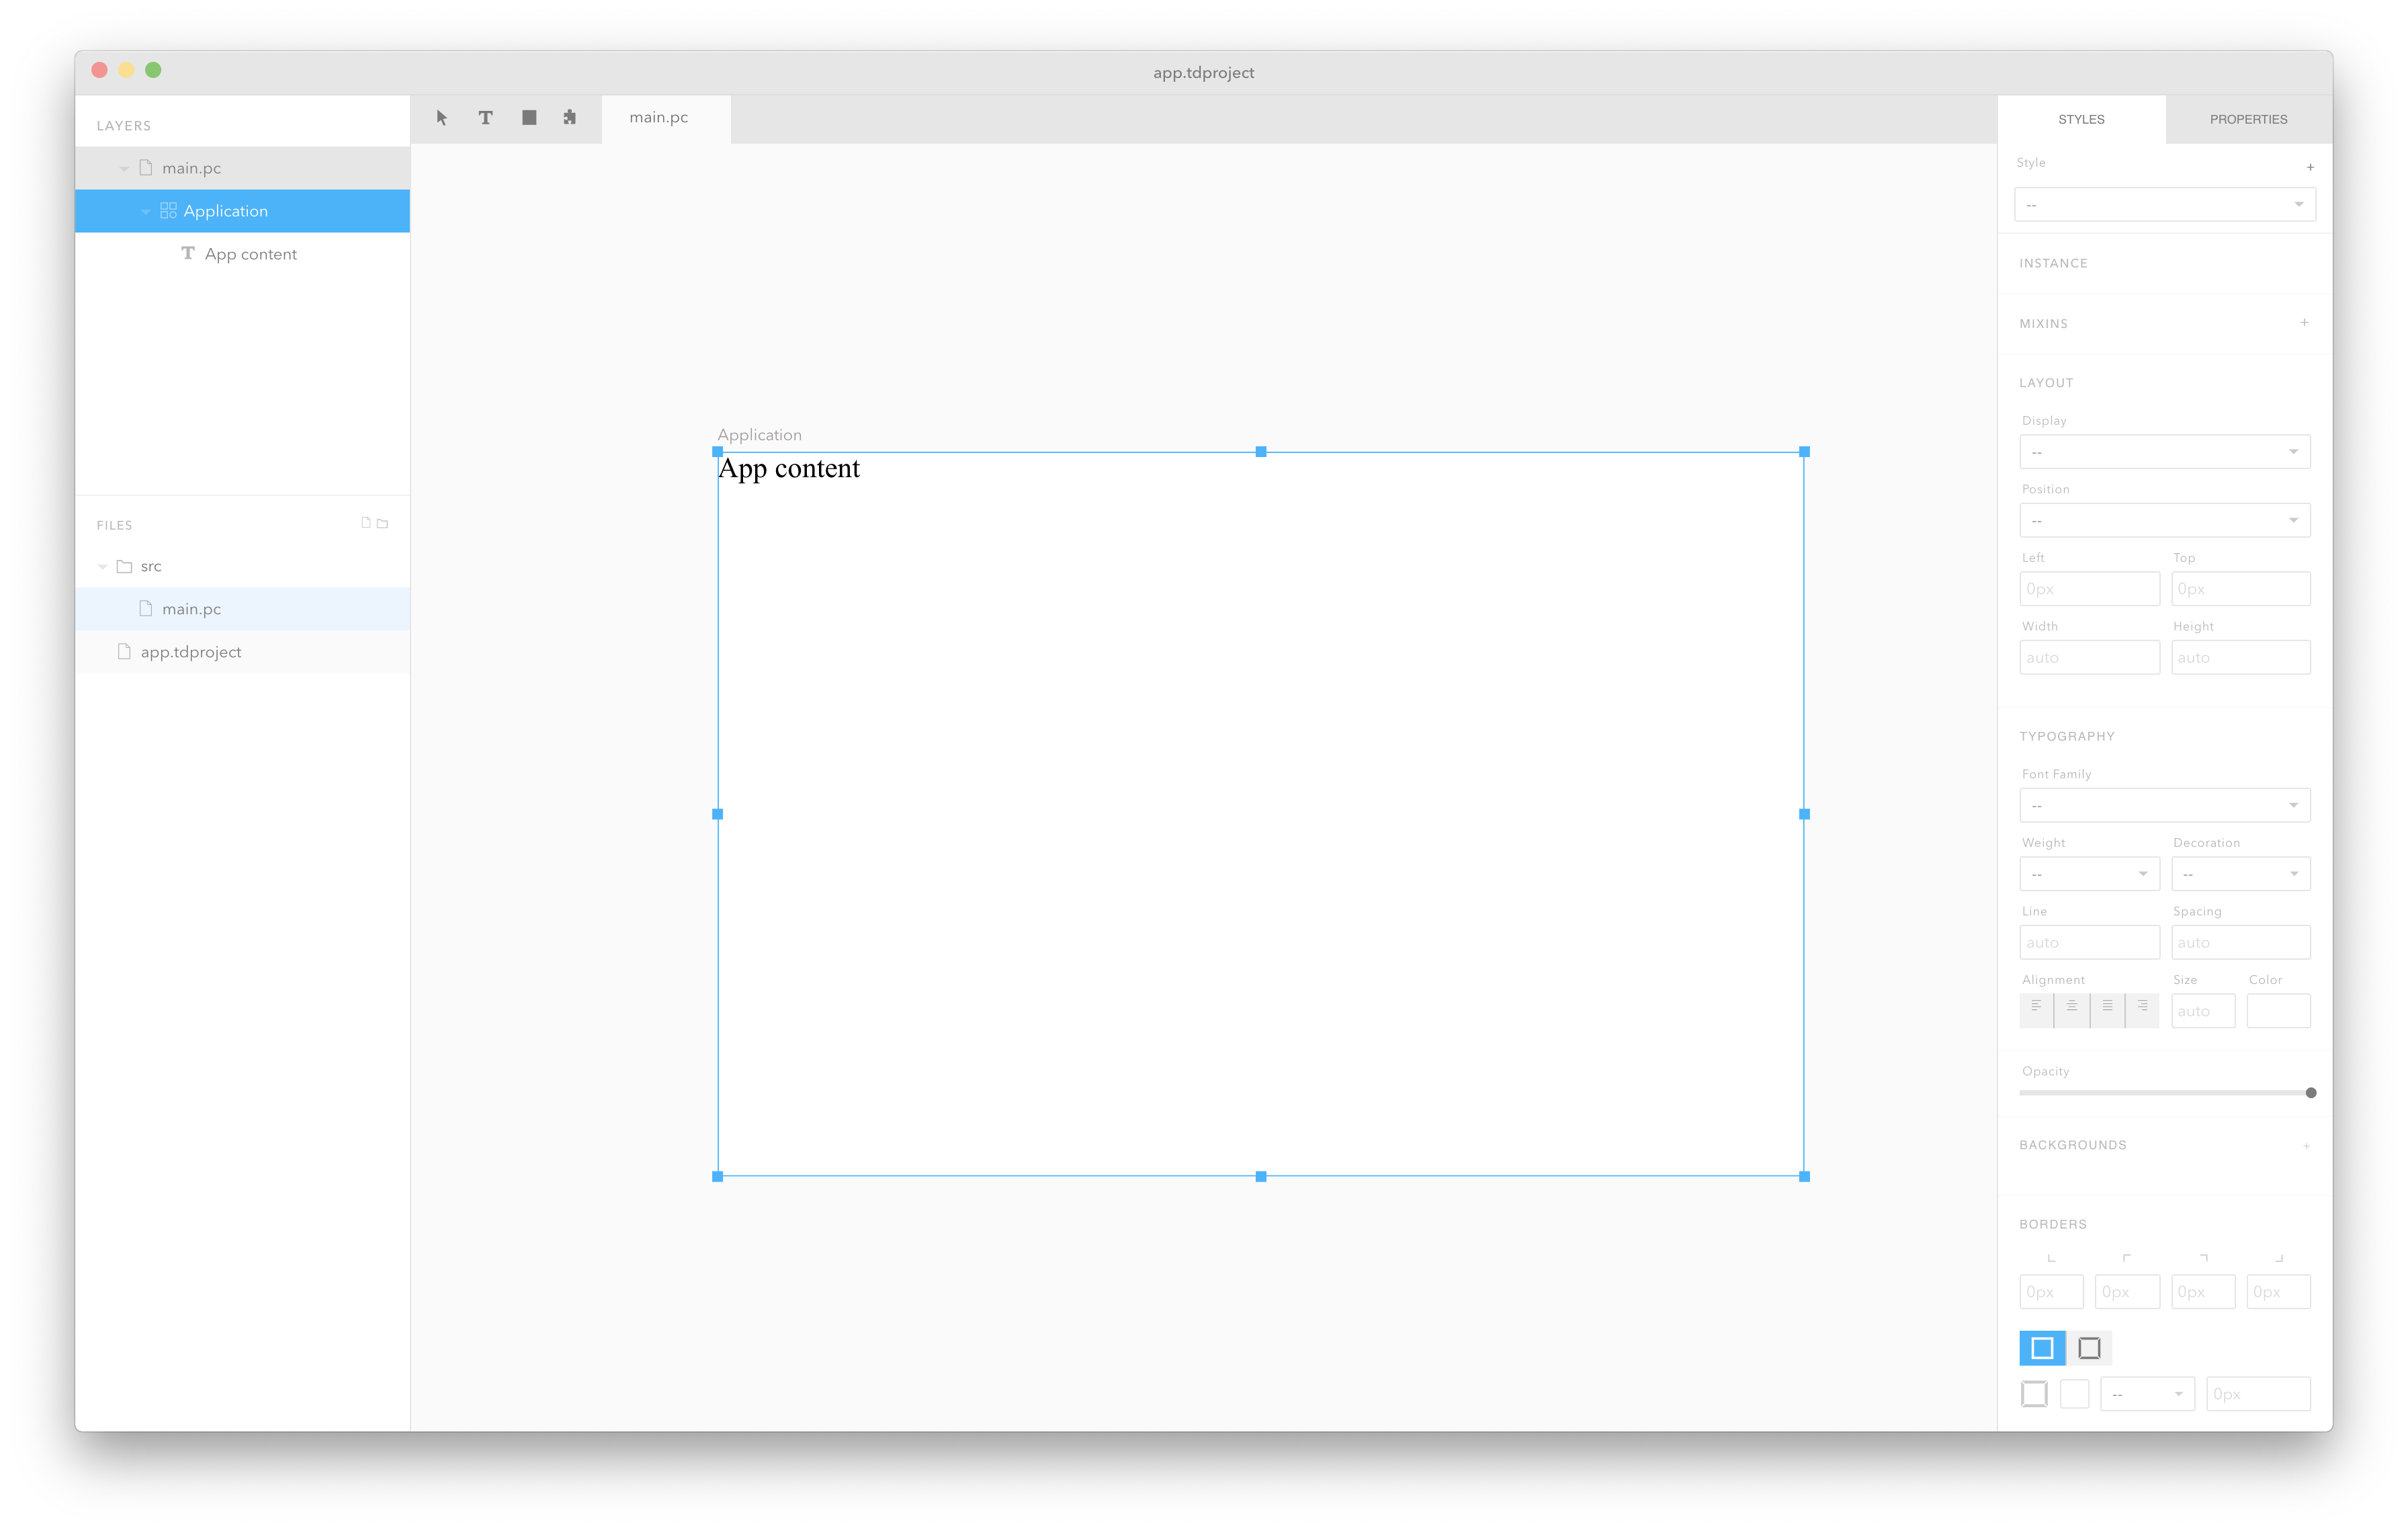 app.tdproject
LAYERS
main.pc
Application
App content
FILES
src
main.pc
app.tdproject
T
main.pc
Application
App content
STYLES PROPERTIES
Style +
--
INSTANCE
MIXINS +
LAYOUT
Display
--
Position
--
Left Top
0px 0px
Width Height
auto auto
TYPOGRAPHY
Font Family
--
Weight Decoration
-- --
Line Spacing
auto auto
Alignment Size Color
auto
Opacity
BACKGROUNDS +
BORDERS
0px 0px 0px 0px
-- 0px